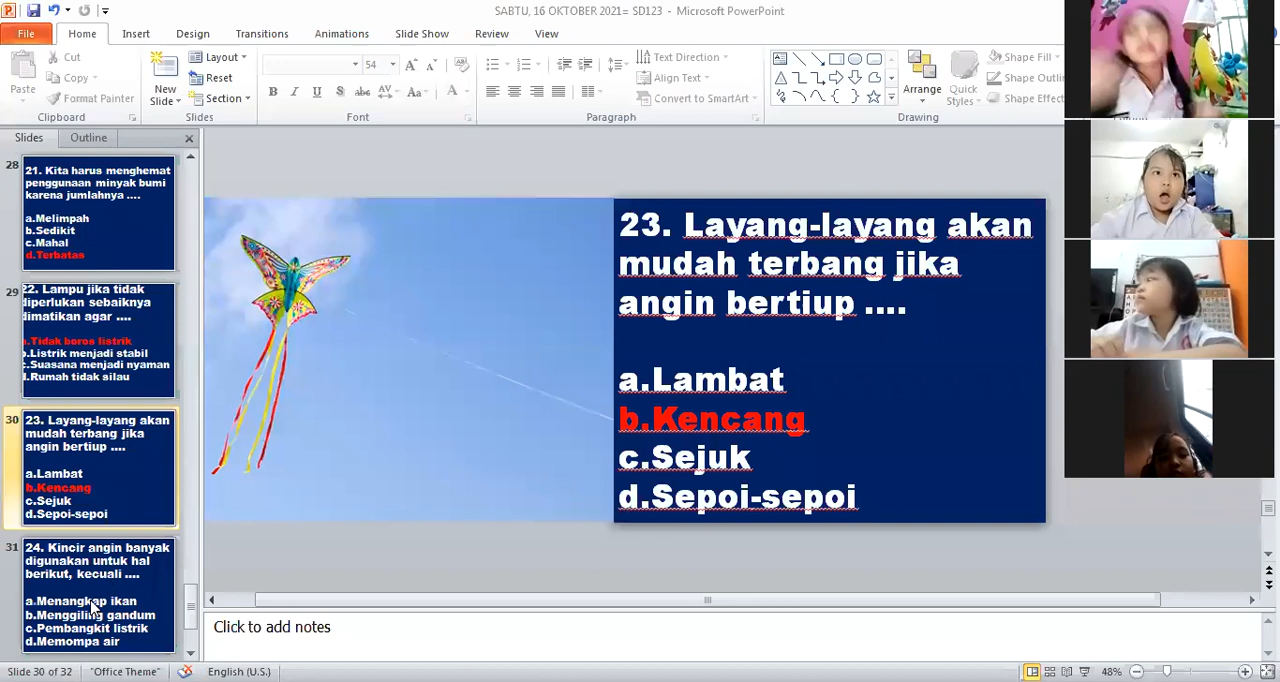 SABTU, 16 OKTOBER 2021= SD123 - Microsoft PowerPoint
File Home Insert Design Transitions Animations Slide Show Review View
Paste
Cut
Copy
Format Painter
Clipboard
New
Slide
Layout
Reset
Section
Slides
54
B I U S abc AV Aa A
Font
Text Direction
Align Text
Convert to SmartArt
Paragraph
Arrange
Quick
Styles
Shape Fill
Shape Outlin
Shape Effect
Drawing
Slides Outline
28
21. Kita harus menghemat
penggunaan minyak bumi
karena jumlahnya ....
a.Melimpah
b.Sedikit
c.Mahal
d.Terbatas
29
22. Lampu jika tidak
diperlukan sebaiknya
dimatikan agar ....
a.Tidak boros listrik
b.Listrik menjadi stabil
c.Suasana menjadi nyaman
d.Rumah tidak silau
30
23. Layang-layang akan
mudah terbang jika
angin bertiup ....
a.Lambat
b.Kencang
c.Sejuk
d.Sepoi-sepoi
31
24. Kincir angin banyak
digunakan untuk hal
berikut, kecuali ....
a.Menangkap ikan
b.Menggiling gandum
c.Pembangkit listrik
d.Memompa air
23. Layang-layang akan
mudah terbang jika
angin bertiup ....
a.Lambat
b.Kencang
c.Sejuk
d.Sepoi-sepoi
Click to add notes
Slide 30 of 32 "Office Theme" English (U.S.) 48%